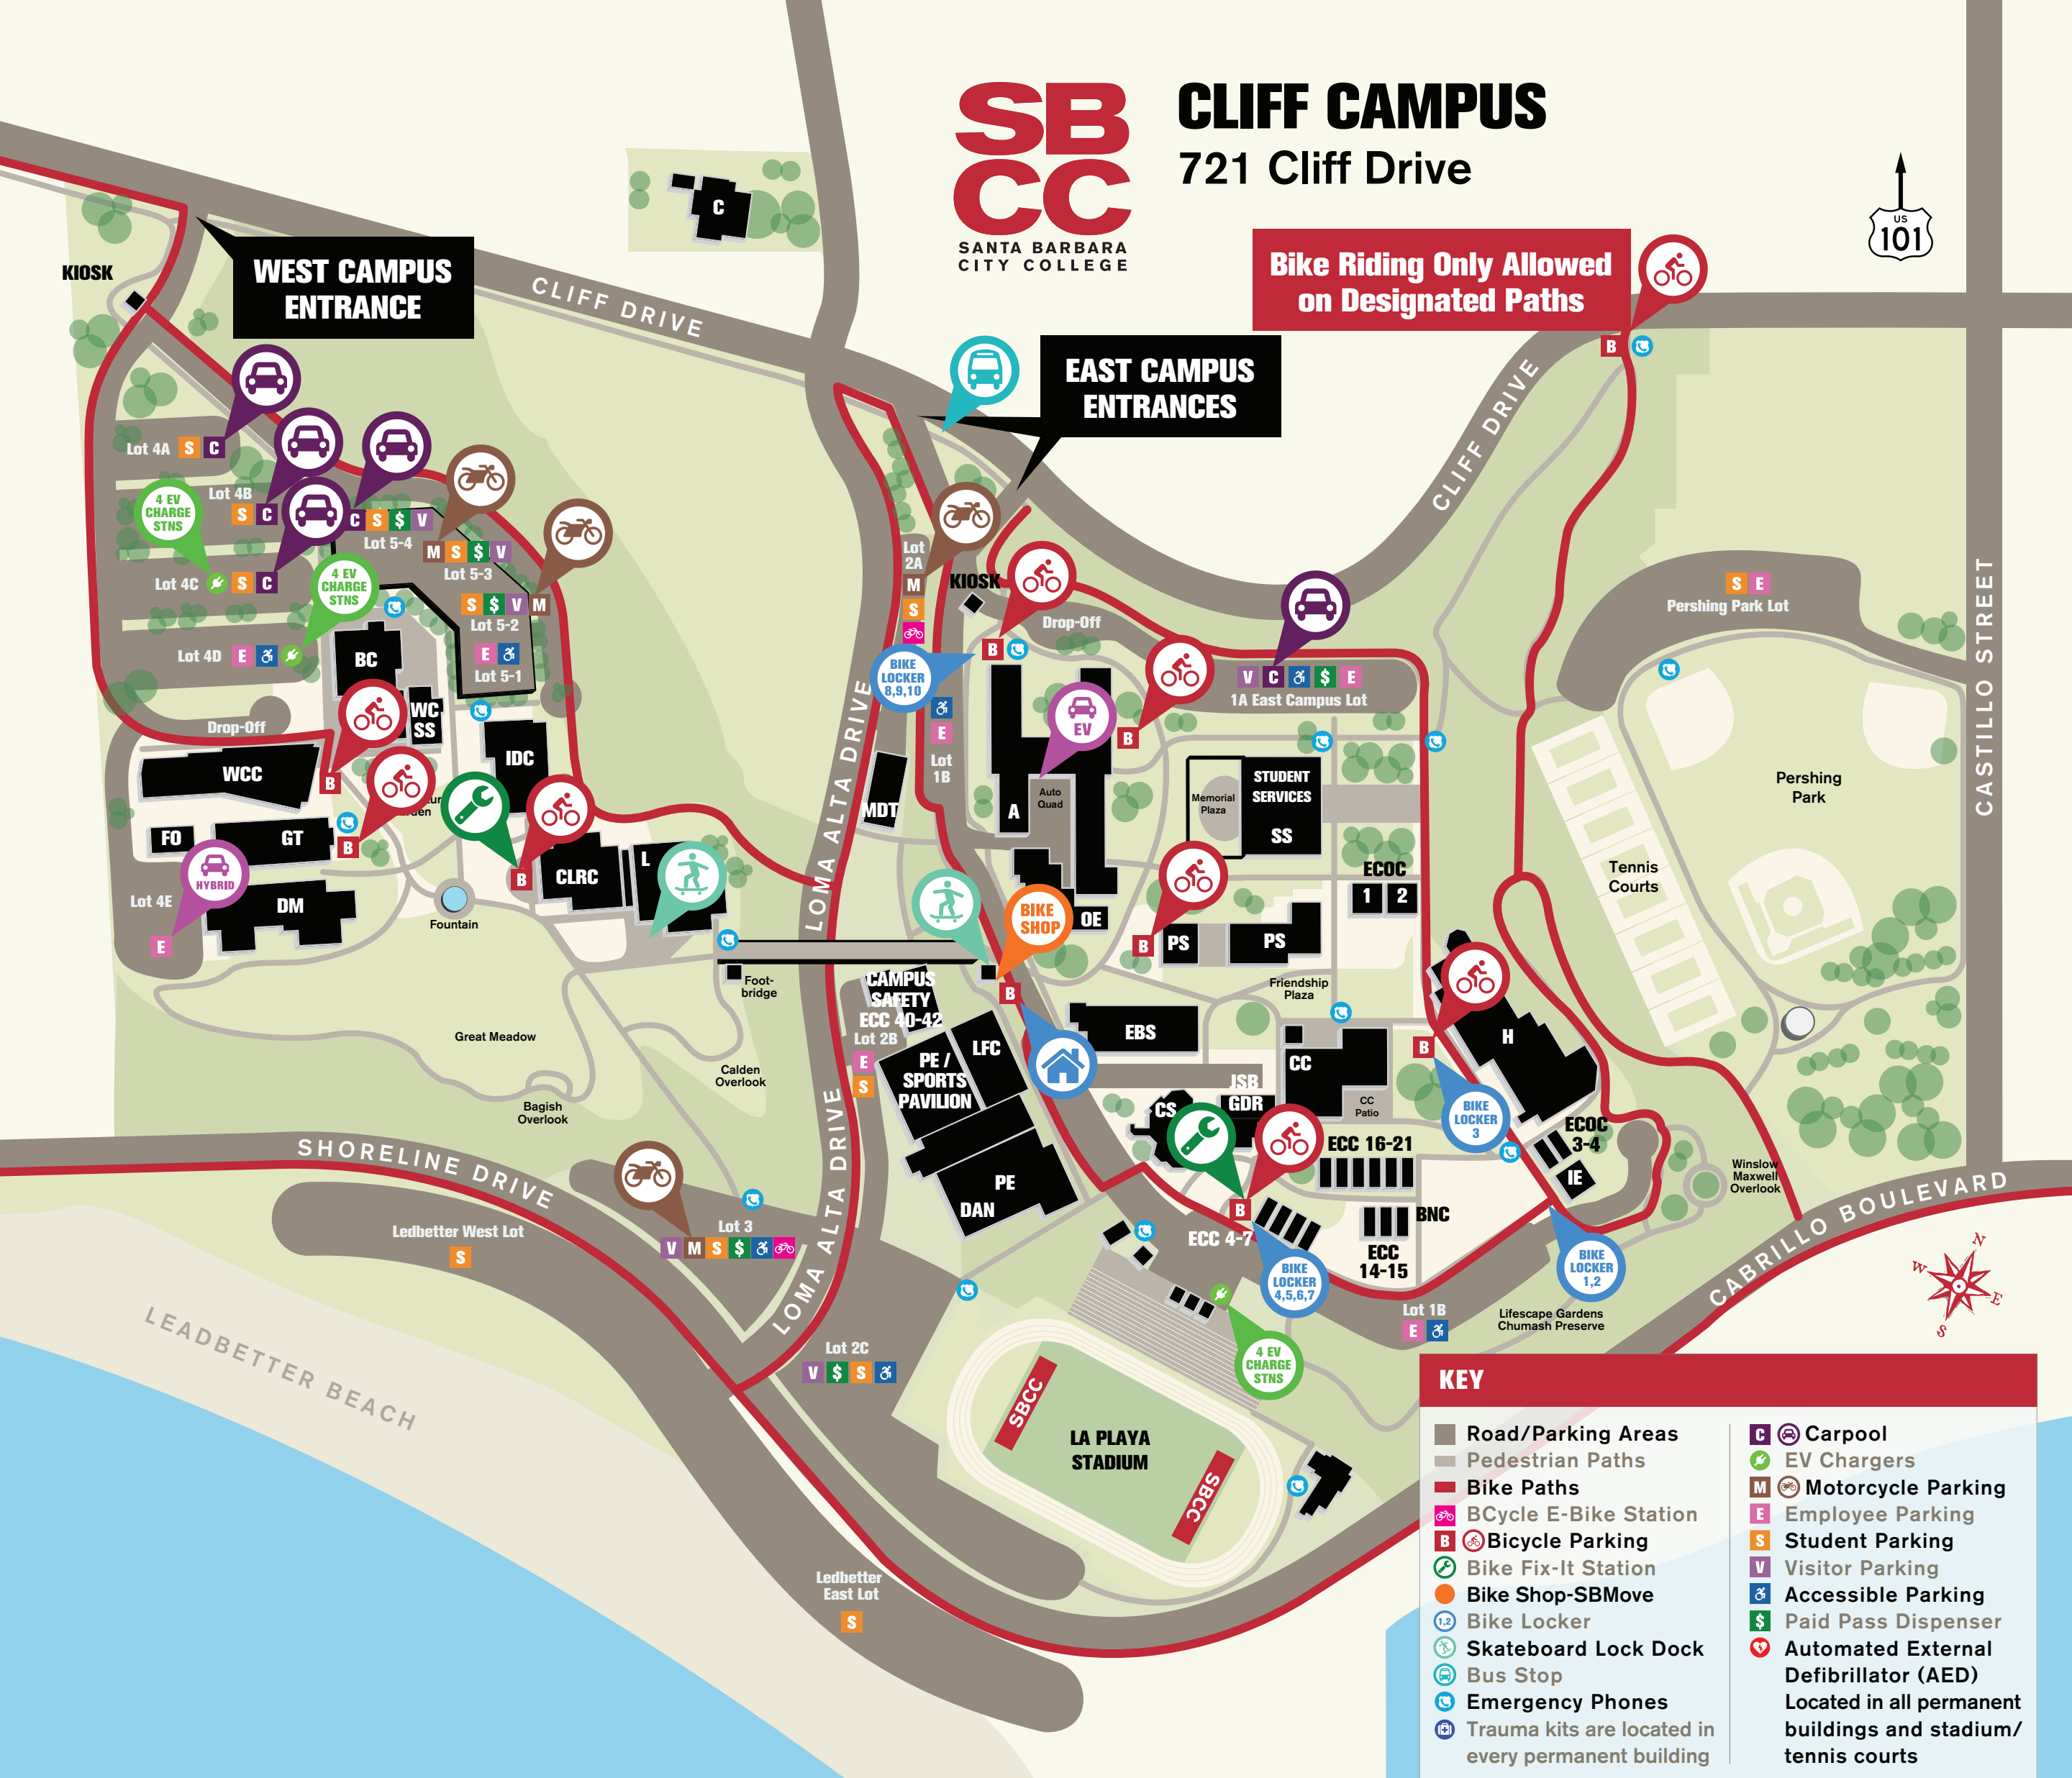 SB
CC
SANTA BARBARA
CITY COLLEGE
CLIFF CAMPUS
721 Cliff Drive
US
101
Bike Riding Only Allowed
on Designated Paths
WEST CAMPUS
ENTRANCE
EAST CAMPUS
ENTRANCES
KIOSK
C
CLIFF DRIVE
CLIFF DRIVE
B
Lot 4A S C
Lot 4B
S C
4 EV
CHARGE
STNS
C S $ V
Lot 5-4
M S $ V
Lot 5-3
Lot 4C S C
4 EV
CHARGE
STNS
S $ V M
Lot 5-2
Lot 4D E
E
Lot 5-1
BC
WC
SS
IDC
Drop-Off
WCC
B
FO
GT
B
HYBRID
Lot 4E
E
DM
Fountain
B
CLRC
L
Lot
2A
M
S
KIOSK
Drop-Off
B
BIKE
LOCKER
8,9,10
E
Lot
1B
V C $ E
1A East Campus Lot
EV
B
MDT
A
Auto
Quad
Memorial
Plaza
STUDENT
SERVICES
SS
ECOC
1 2
S E
Pershing Park Lot
CASTILLO STREET
Pershing
Park
Tennis
Courts
LOMA ALTA DRIVE
BIKE
SHOP
OE
B
PS
PS
Foot-
bridge
B
CAMPUS
SAFETY
ECC 40-42
Lot 2B
E
S
Friendship
Plaza
EBS
LFC
PE /
SPORTS
PAVILION
H
B
CC
CC
Patio
JSB
GDR
CS
BIKE
LOCKER
3
Great Meadow
Calden
Overlook
Bagish
Overlook
ECOC
3-4
IE
ECC 16-21
Winslow
Maxwell
Overlook
SHORELINE DRIVE
LOMA ALTA DRIVE
LOMA ALTA DRIVE
PE
DAN
B
ECC 4-7
BNC
ECC
14-15
BIKE
LOCKER
4,5,6,7
BIKE
LOCKER
1,2
CABRILLO BOULEVARD
Ledbetter West Lot
S
Lot 3
V M S $
Lot 1B
E
Lifescape Gardens
Chumash Preserve
N
W
E
S
LEADBETTER BEACH
Lot 2C
V $ S
4 EV
CHARGE
STNS
SBCC
LA PLAYA
STADIUM
SBCC
Ledbetter
East Lot
S
KEY
Road/Parking Areas
Pedestrian Paths
Bike Paths
BCycle E-Bike Station
B Bicycle Parking
Bike Fix-It Station
Bike Shop-SBMove
1,2 Bike Locker
Skateboard Lock Dock
Bus Stop
Emergency Phones
Trauma kits are located in
every permanent building
C Carpool
EV Chargers
M Motorcycle Parking
E Employee Parking
S Student Parking
V Visitor Parking
Accessible Parking
$ Paid Pass Dispenser
Automated External
Defibrillator (AED)
Located in all permanent
buildings and stadium/
tennis courts